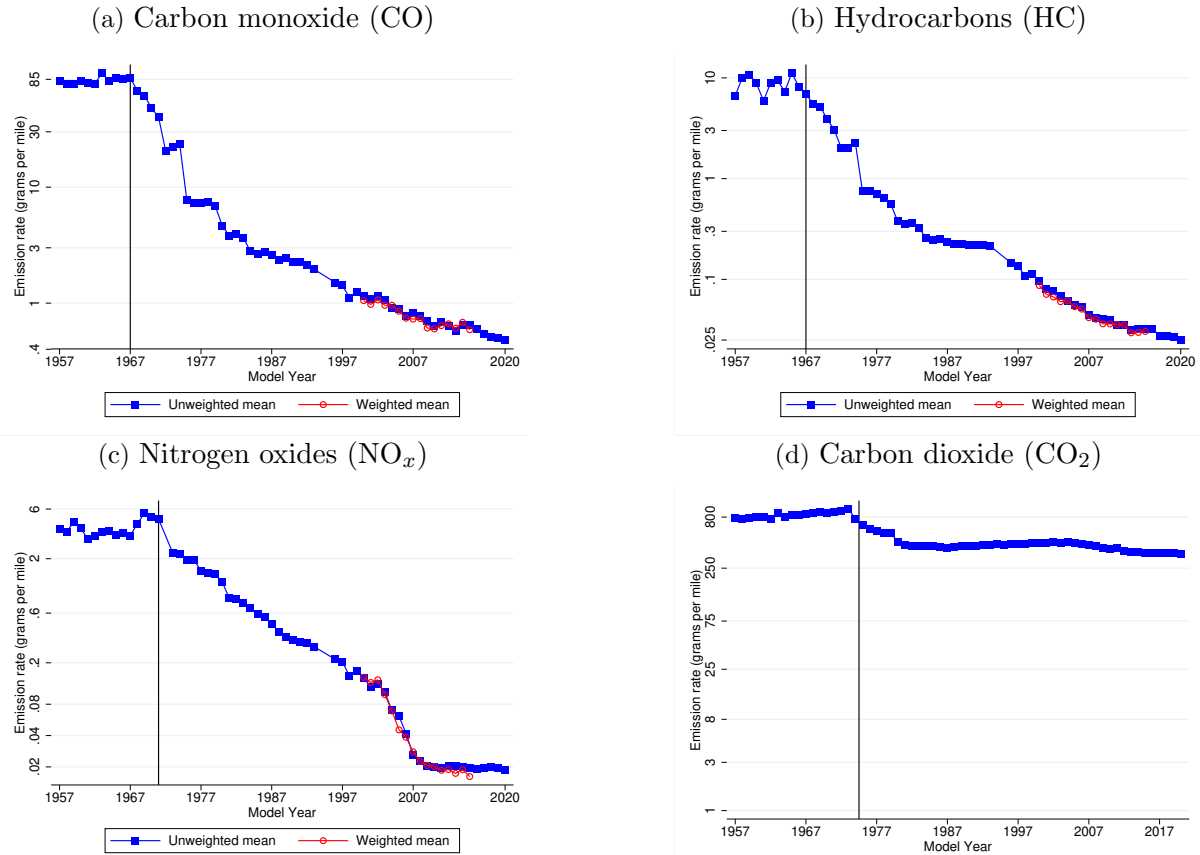 (a) Carbon monoxide (CO)
Emission rate (grams per mile)
85
30
10
3
1
.4
1957 1967 1977 1987 1997 2007 2020
Model Year
Unweighted mean Weighted mean
(b) Hydrocarbons (HC)
Emission rate (grams per mile)
10
3
1
.3
.1
.025
1957 1967 1977 1987 1997 2007 2020
Model Year
Unweighted mean Weighted mean
(c) Nitrogen oxides (NOx)
Emission rate (grams per mile)
6
2
.6
.2
.08
.04
.02
1957 1967 1977 1987 1997 2007 2020
Model Year
Unweighted mean Weighted mean
(d) Carbon dioxide (CO2)
Emission rate (grams per mile)
800
250
75
25
8
3
1
1957 1967 1977 1987 1997 2007 2017
Model Year